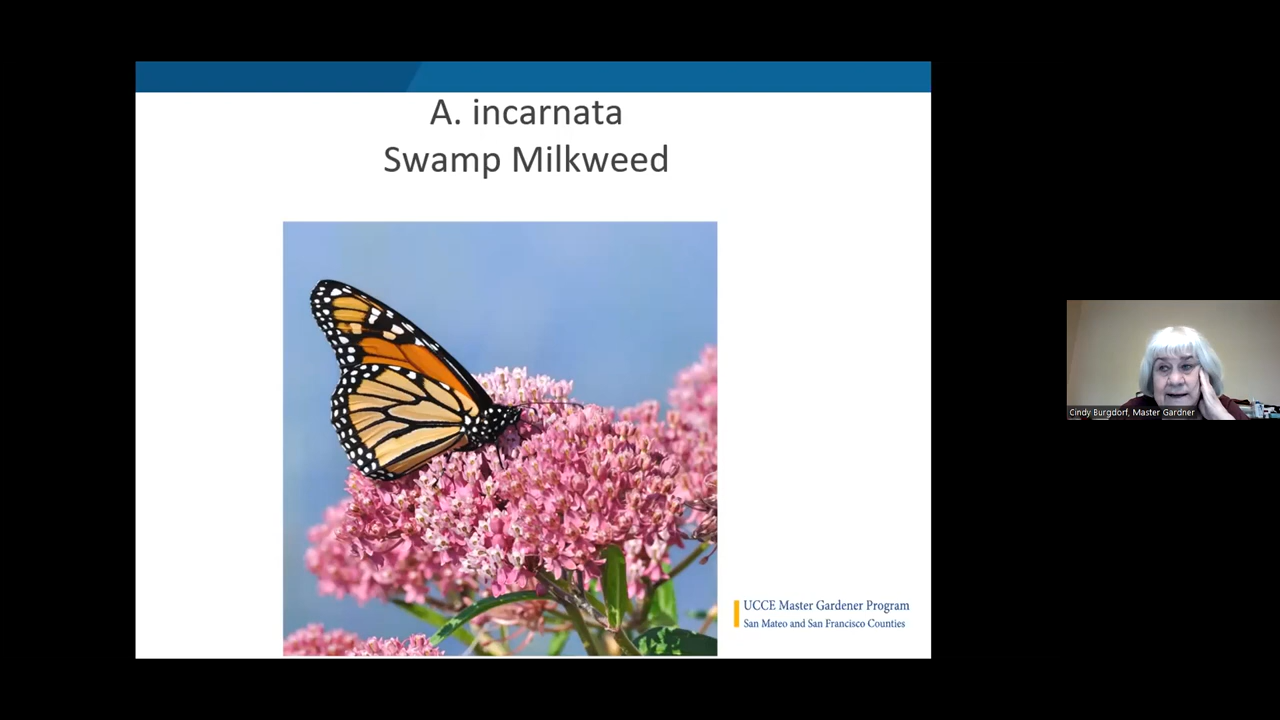 A. incarnata
Swamp Milkweed
Cindy Burgdorf, Master Gardner
UCCE Master Gardener Program
San Mateo and San Francisco Counties